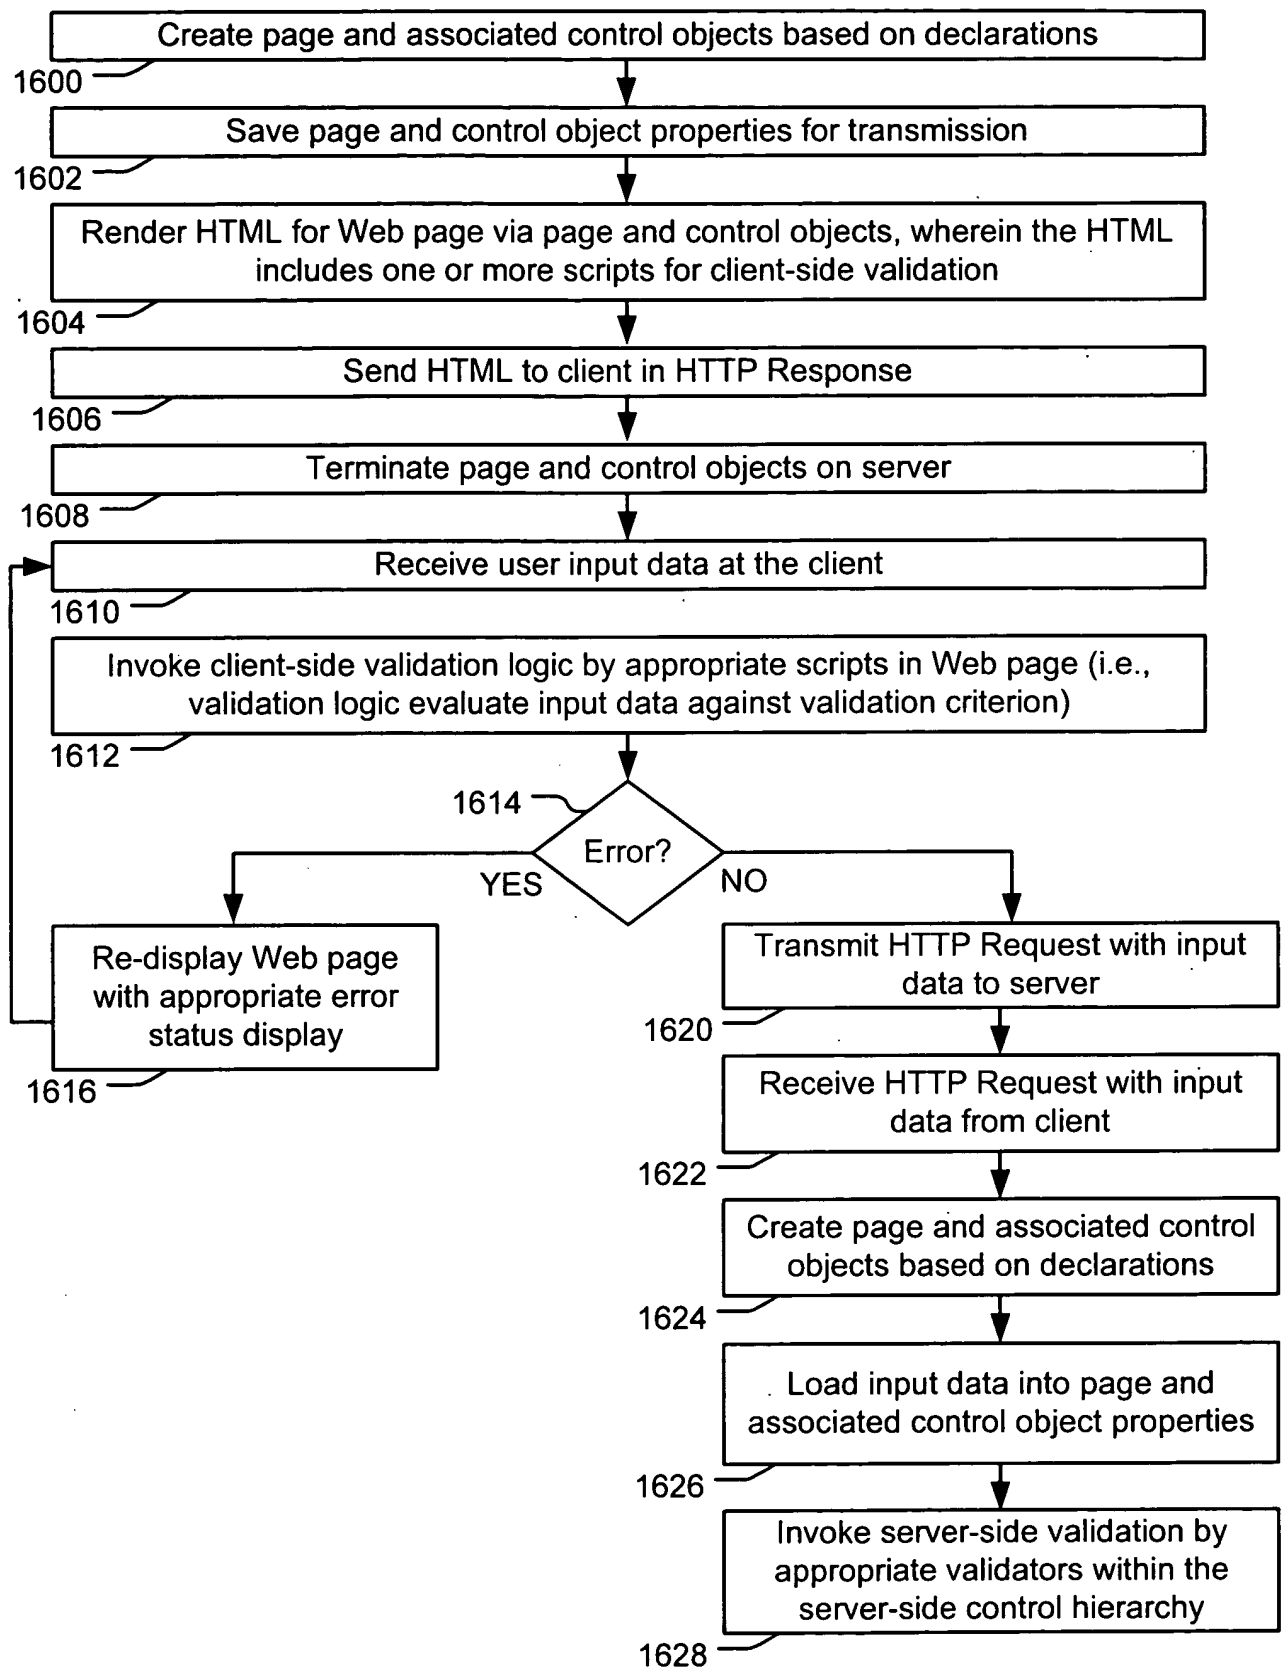 Create page and associated control objects based on declarations
1600
Save page and control object properties for transmission
1602
Render HTML for Web page via page and control objects, wherein the HTML
includes one or more scripts for client-side validation
1604
Send HTML to client in HTTP Response
1606
Terminate page and control objects on server
1608
Receive user input data at the client
1610
Invoke client-side validation logic by appropriate scripts in Web page (i.e.,
validation logic evaluate input data against validation criterion)
1612
1614
Error?
YES
NO
Re-display Web page
with appropriate error
status display
1616
Transmit HTTP Request with input
data to server
1620
Receive HTTP Request with input
data from client
1622
Create page and associated control
objects based on declarations
1624
Load input data into page and
associated control object properties
1626
Invoke server-side validation by
appropriate validators within the
server-side control hierarchy
1628